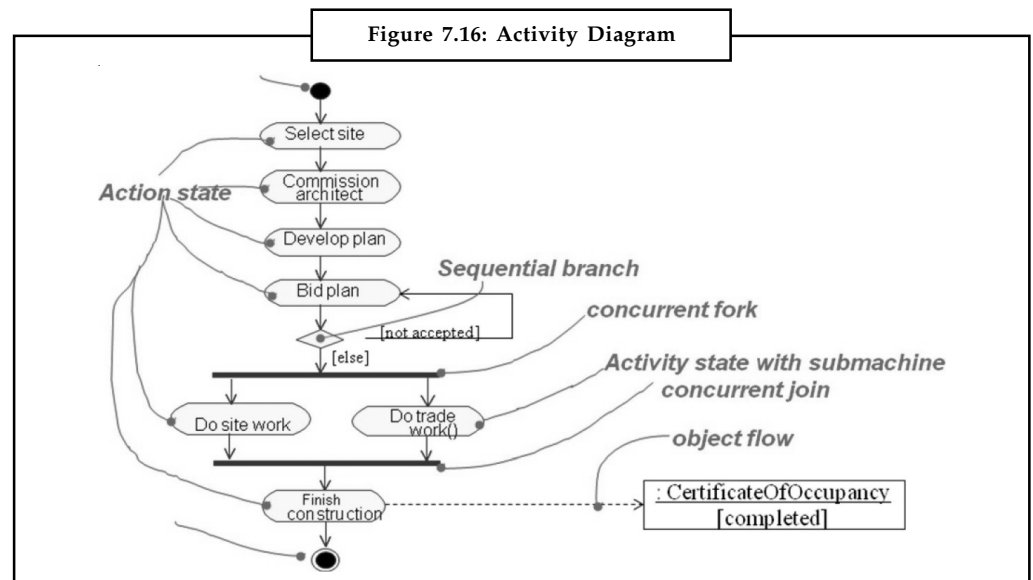 Figure 7.16: Activity Diagram
Select site
Commission
architect
Action state
Develop plan
Sequential branch
Bid plan
concurrent fork
[not accepted]
[else]
Activity state with submachine
concurrent join
Do site work
Do trade
work()
object flow
: CertificateOfOccupancy
[completed]
Finish
construction